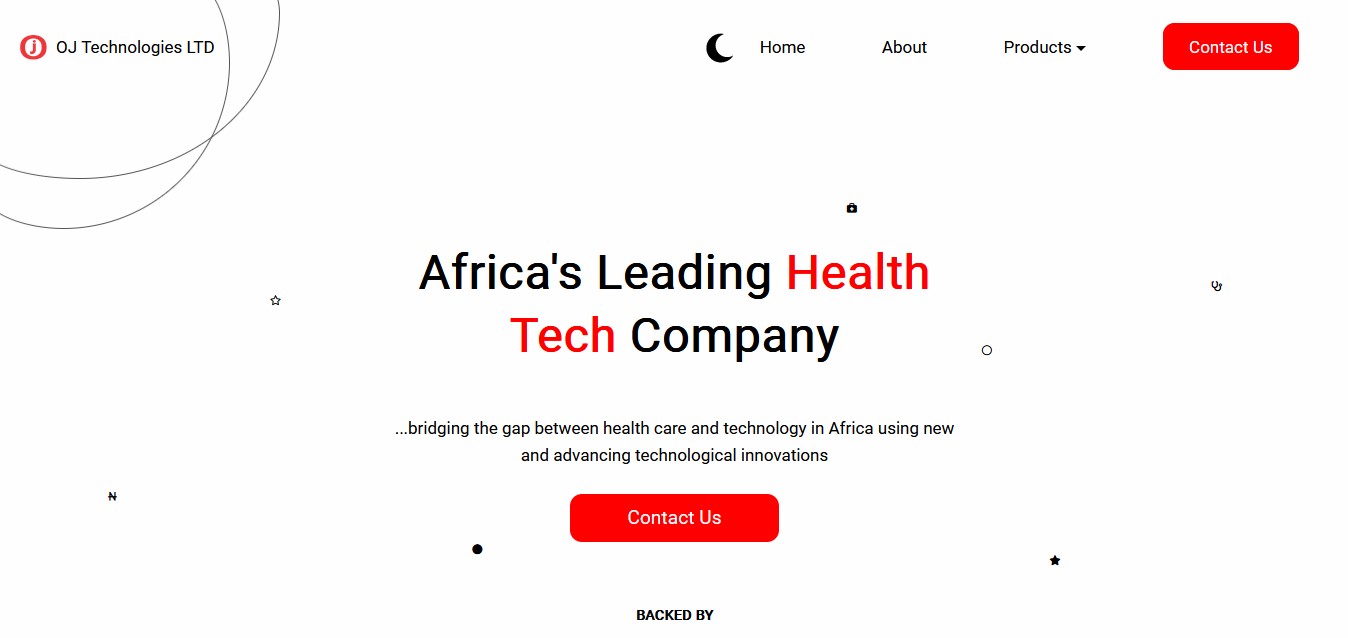 OJ Technologies LTD
Home
About
Products
Contact Us
Africa's Leading Health
Tech Company
...bridging the gap between health care and technology in Africa using new
and advancing technological innovations
₦
Contact Us
BACKED BY